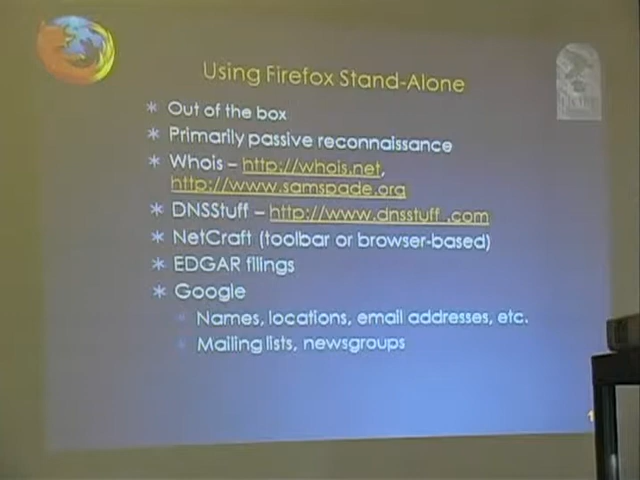 Using Firefox Stand-Alone
* Out of the box
* Primarily passive reconnaissance
* Whois – http://whois.net,
http://www.samspade.org
* DNSStuff – http://www.dnsstuff .com
* NetCraft (toolbar or browser-based)
* EDGAR filings
* Google
Names, locations, email addresses, etc.
Mailing lists, newsgroups